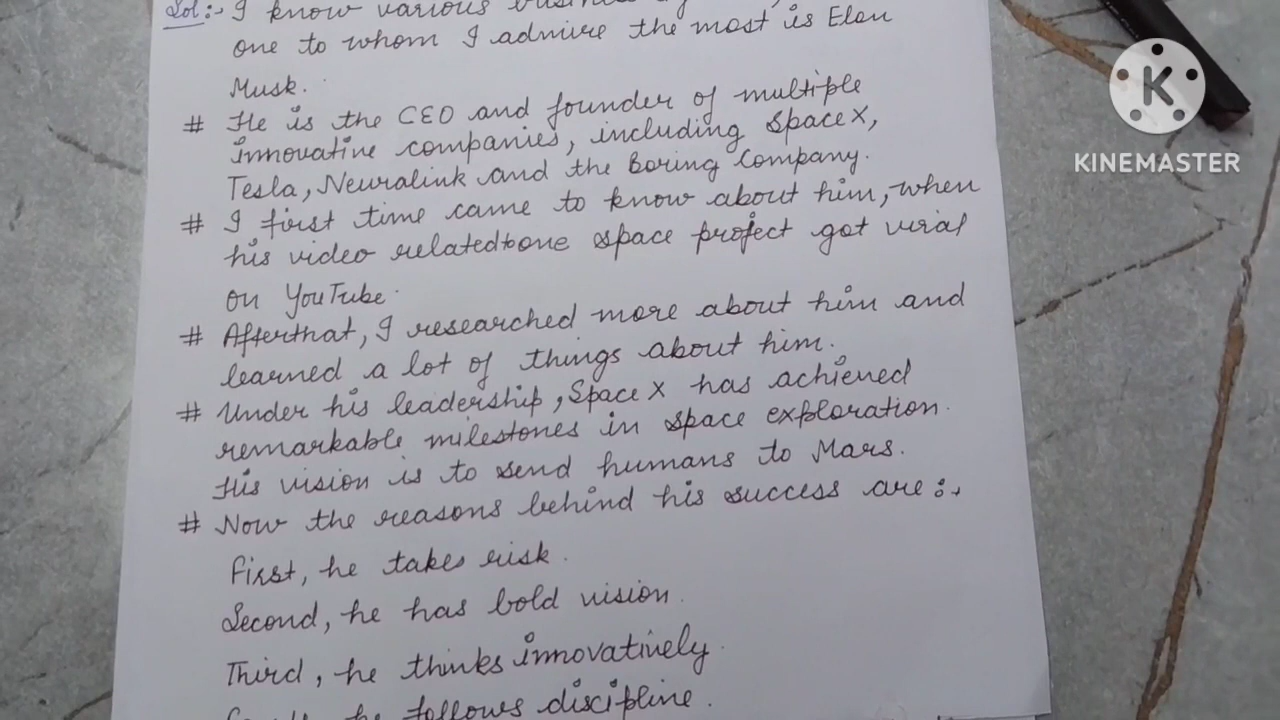 Sol:- I know various
one to whom I admire the most is Elon
Musk.
# He is the CEO and founder of multiple
innovative companies, including SpaceX,
Tesla, Neuralink and the Boring Company.
# I first time came to know about him, when
his video related to one space project got viral
on YouTube.
# After that, I researched more about him and
learned a lot of things about him.
# Under his leadership, SpaceX has achieved
remarkable milestones in space exploration.
His vision is to send humans to Mars.
# Now the reasons behind his success are:-
First, he takes risk.
Second, he has bold vision.
Third, he thinks innovatively.
he follows discipline.
KINEMASTER